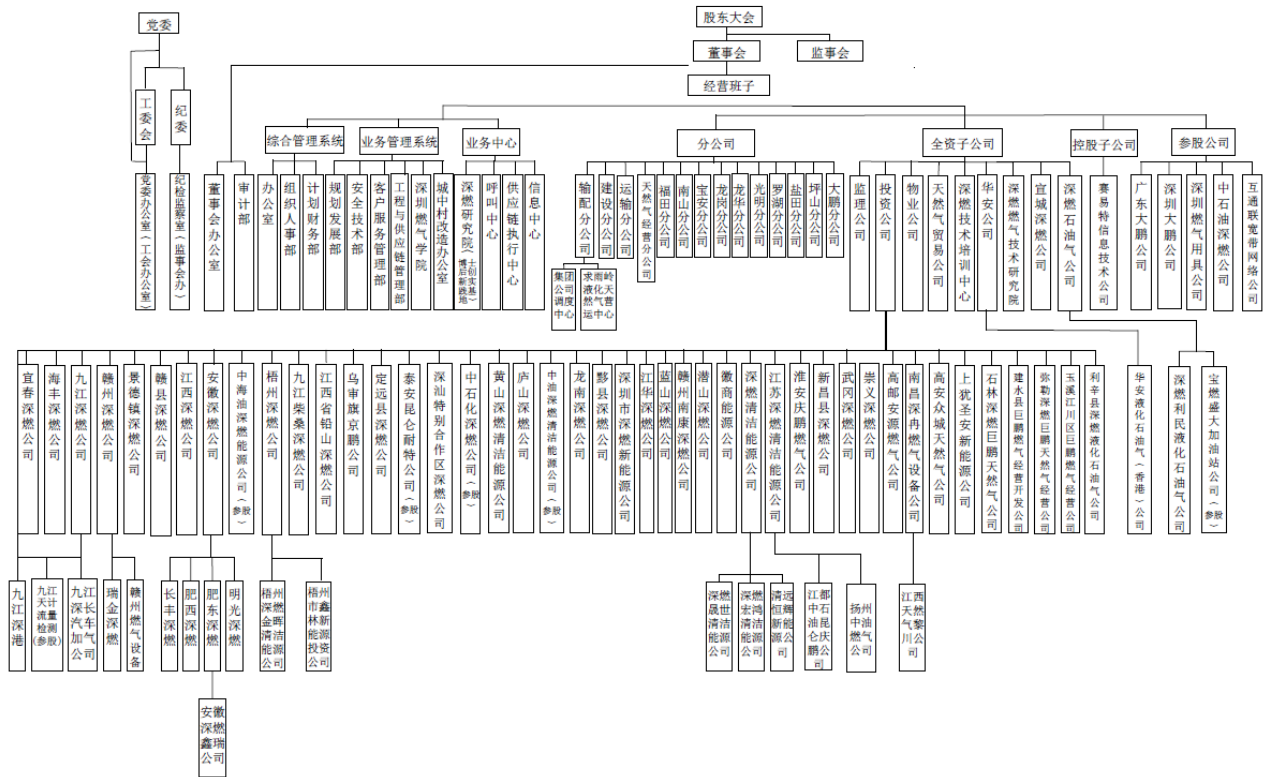 党委
股东大会
董事会
监事会
经营班子
工委会
纪委
综合管理系统
业务管理系统
业务中心
分公司
全资子公司
控股子公司
参股公司
党委办公室（工会办公室）
纪检监察室（监事会办）
董事会办公室
审计部
办公室
组织人事部
计划财务部
规划发展部
安全技术部
客户服务管理部
工程与供应链管理部
深圳燃气学院
城中村改造办公室
深燃研究院（博士后创新实践基地）
呼叫中心
供应链执行中心
信息中心
输配分公司
建设分公司
运输分公司
天然气经营分公司
福田分公司
南山分公司
宝安分公司
龙岗分公司
龙华分公司
光明分公司
罗湖分公司
盐田分公司
坪山分公司
大鹏分公司
监理公司
投资公司
物业公司
天然气贸易公司
深燃技术培训中心
华安公司
深燃燃气技术研究院
宣城深燃公司
深燃石油气公司
赛易特信息技术公司
广东大鹏公司
深圳大鹏公司
深圳燃气用具公司
中石油深燃公司
互通联宽带网络公司
集团公司调度中心
求雨岭液化天然气营运中心
宜春深燃公司
海丰深燃公司
九江深燃公司
赣州深燃公司
景德镇深燃公司
赣县深燃公司
江西深燃公司
安徽深燃公司
中海油深燃能源公司（参股）
梧州深燃公司
九江柴桑深燃公司
江西省铅山深燃公司
乌审旗京鹏公司
定远县深燃公司
泰安昆仑耐特公司（参股）
深汕特别合作区深燃公司
中石化深燃公司（参股）
黄山深燃清洁能源公司
庐山深燃公司
中油深燃清洁能源公司（参股）
龙南深燃公司
黟县深燃公司
深圳市深燃新能源公司
江华深燃公司
蓝山深燃公司
赣州南康深燃公司
潜山深燃公司
徽商能源公司
深燃清洁能源公司
江苏深燃清洁能源公司
淮安庆鹏燃气公司
新昌县深燃公司
武冈深燃公司
崇义深燃公司
高邮安源燃气公司
南昌深冉燃气设备公司
高安众城天然气公司
上犹圣安新能源公司
石林深燃巨鹏天然气公司
建水县巨鹏燃气经营开发公司
弥勒深燃巨鹏天然气经营公司
玉溪江川区巨鹏燃气经营公司
利辛县深燃液化石油气公司
华安液化石油气（香港）公司
深燃利民液化石油气公司
宝燃盛大加油站公司（参股）
九江深港
九江天计流量检测（参股）
九江深长汽车加气公司
瑞金深燃
赣州燃气设备
长丰深燃
肥西深燃
肥东深燃
明光深燃
梧州深燃金晖清洁能源公司
梧州市鑫林新能源投资公司
深燃晟世清洁能源公司
深燃宏鸿清洁能源公司
清远恒辉新能源公司
江都中石油昆仑庆鹏公司
扬州中油燃气公司
江西天然气黎川公司
安徽深燃鑫瑞公司